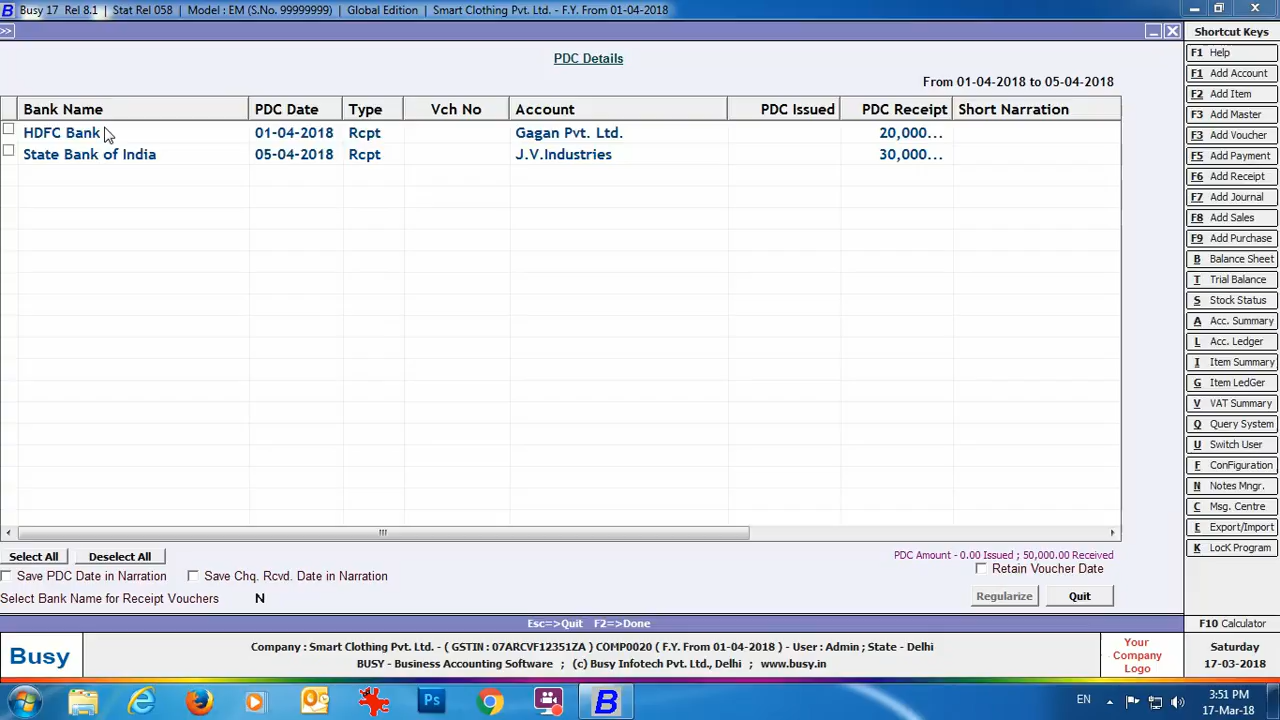 Busy 17 Rel 8.1 | Stat Rel 058 | Model : EM (S.No. 99999999) | Global Edition | Smart Clothing Pvt. Ltd. - F.Y. From 01-04-2018
>>
Shortcut Keys
PDC Details
From 01-04-2018 to 05-04-2018
Bank Name PDC Date Type Vch No Account PDC Issued PDC Receipt Short Narration
HDFC Bank 01-04-2018 Rcpt Gagan Pvt. Ltd. 20,000...
State Bank of India 05-04-2018 Rcpt J.V.Industries 30,000...
F1 Help
F1 Add Account
F2 Add Item
F3 Add Master
F3 Add Voucher
F5 Add Payment
F6 Add Receipt
F7 Add Journal
F8 Add Sales
F9 Add Purchase
B Balance Sheet
T Trial Balance
S Stock Status
A Acc. Summary
L Acc. Ledger
I Item Summary
G Item LedGer
V VAT Summary
Q Query System
U Switch User
F ConFiguration
N Notes Mngr.
C Msg. Centre
E Export/Import
K LocK Program
Select All Deselect All PDC Amount - 0.00 Issued ; 50,000.00 Received
Save PDC Date in Narration Save Chq. Rcvd. Date in Narration Retain Voucher Date
Select Bank Name for Receipt Vouchers N Regularize Quit
Esc=>Quit F2=>Done F10 Calculator
Busy
Company : Smart Clothing Pvt. Ltd. - ( GSTIN : 07ARCVF12351ZA ) COMP0020 ( F.Y. From 01-04-2018 ) - User : Admin ; State - Delhi
BUSY - Business Accounting Software ; (c) Busy Infotech Pvt. Ltd., Delhi ; www.busy.in
Your
Company
Logo
Saturday
17-03-2018
Ps
B
EN
3:51 PM
17-Mar-18